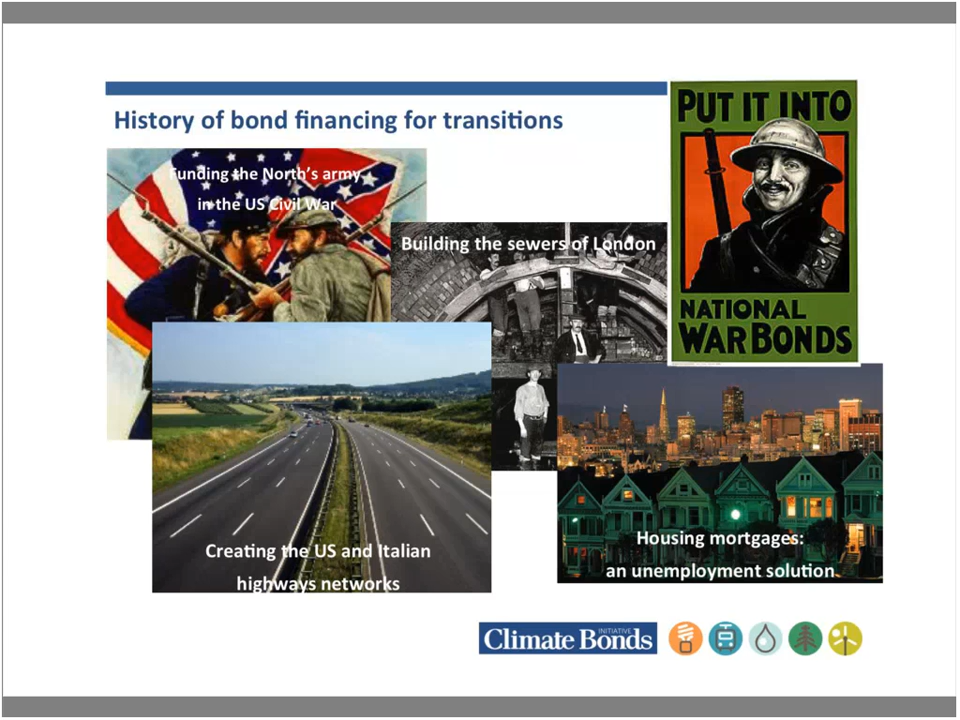 History of bond financing for transitions
Funding the North's army
in the US Civil War
Building the sewers of London
PUT IT INTO
NATIONAL
WAR BONDS
Creating the US and Italian
highways networks
Housing mortgages:
an unemployment solution
Climate Bonds
INITIATIVE